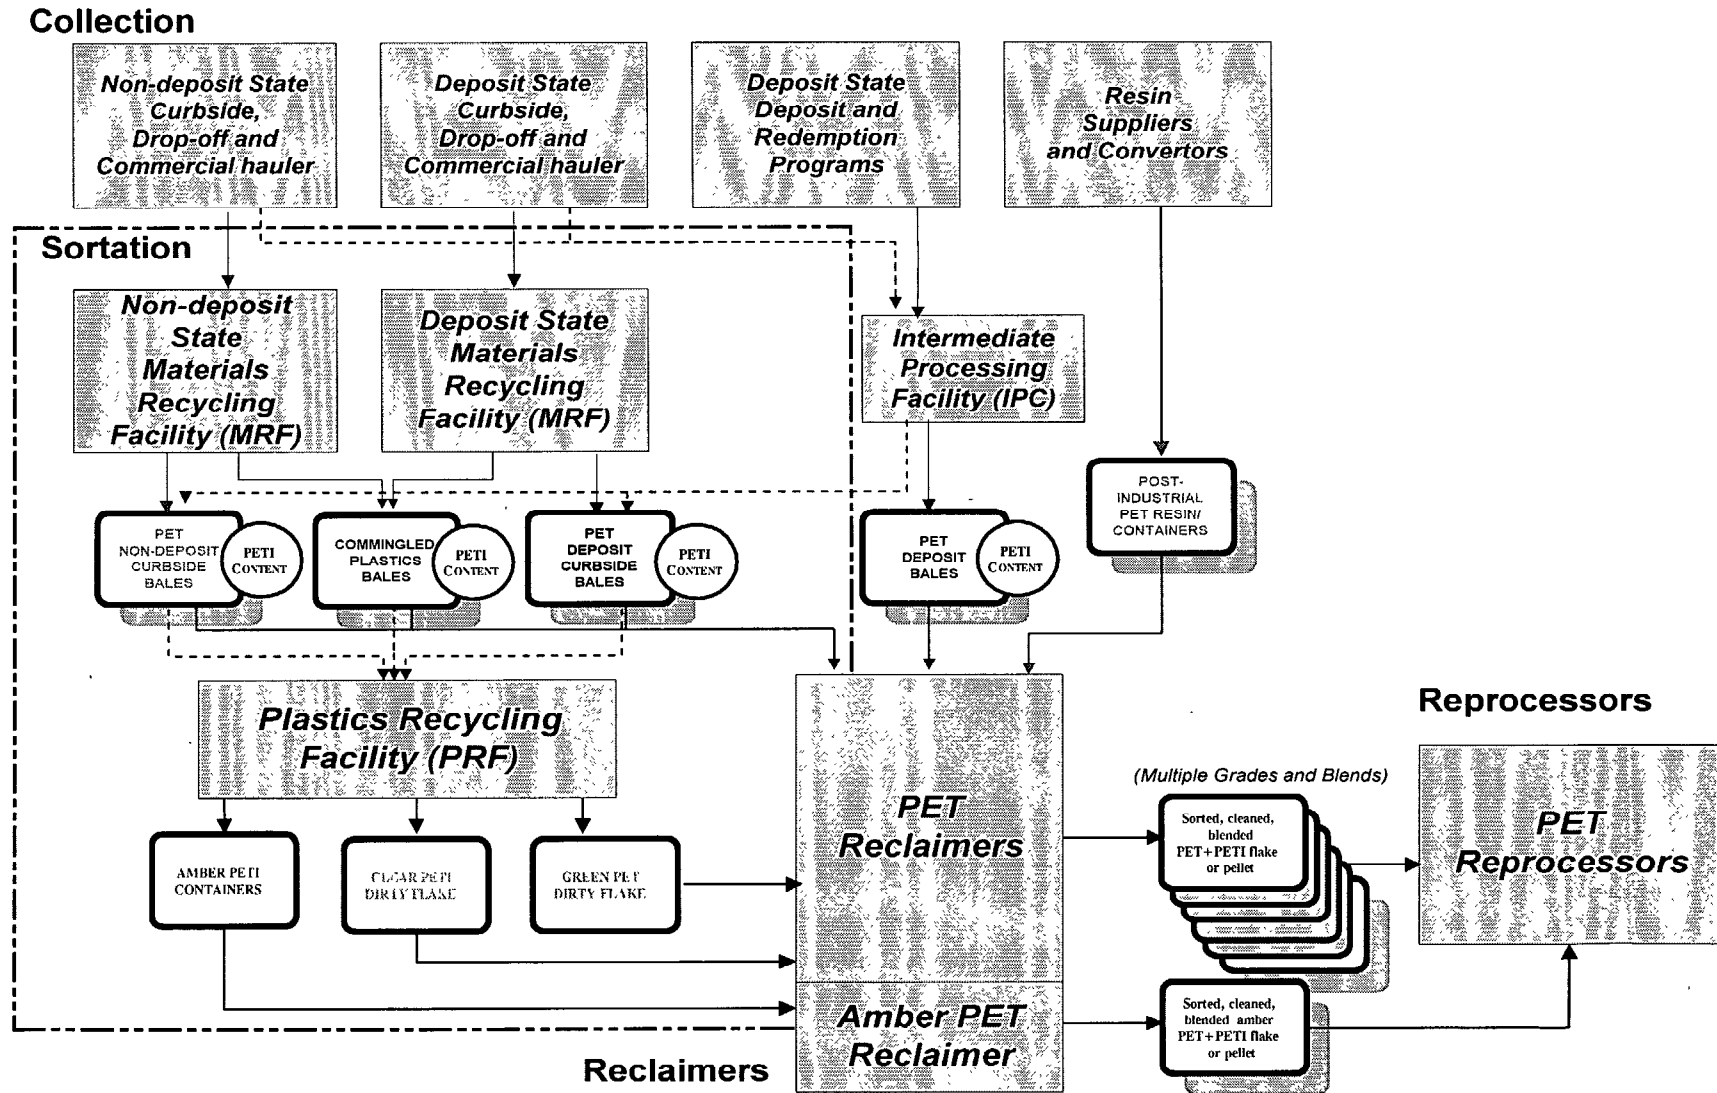 Collection
Non-deposit State
Curbside,
Drop-off and
Commercial hauler
Deposit State
Curbside,
Drop-off and
Commercial hauler
Deposit State
Deposit and
Redemption
Programs
Resin
Suppliers
and Convertors
Sortation
Non-deposit
State
Materials
Recycling
Facility (MRF)
Deposit State
Materials
Recycling
Facility (MRF)
Intermediate
Processing
Facility (IPC)
POST-
INDUSTRIAL
PET RESIN/
CONTAINERS
PET
NON-DEPOSIT
CURBSIDE
BALES
PETI
CONTENT
COMMINGLED
PLASTICS
BALES
PETI
CONTENT
PET
DEPOSIT
CURBSIDE
BALES
PETI
CONTENT
PET
DEPOSIT
BALES
PETI
CONTENT
Plastics Recycling
Facility (PRF)
AMBER PETI
CONTAINERS
CLEAR PETI
DIRTY FLAKE
GREEN PET
DIRTY FLAKE
PET
Reclaimers
Amber PET
Reclaimer
Reclaimers
(Multiple Grades and Blends)
Sorted, cleaned,
blended
PET+PETI flake
or pellet
Sorted, cleaned,
blended amber
PET+PETI flake
or pellet
Reprocessors
PET
Reprocessors